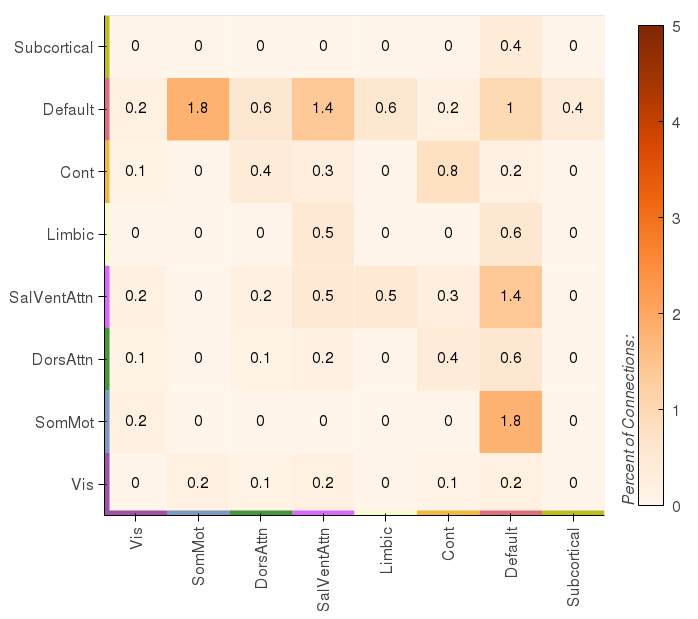 Subcortical 0 0 0 0 0 0 0.4 0
Default 0.2 1.8 0.6 1.4 0.6 0.2 1 0.4
Cont 0.1 0 0.4 0.3 0 0.8 0.2 0
Limbic 0 0 0 0.5 0 0 0.6 0
SalVentAttn 0.2 0 0.2 0.5 0.5 0.3 1.4 0
DorsAttn 0.1 0 0.1 0.2 0 0.4 0.6 0
SomMot 0.2 0 0 0 0 0 1.8 0
Vis 0 0.2 0.1 0.2 0 0.1 0.2 0
Vis
SomMot
DorsAttn
SalVentAttn
Limbic
Cont
Default
Subcortical
Percent of Connections:
5
4
3
2
1
0